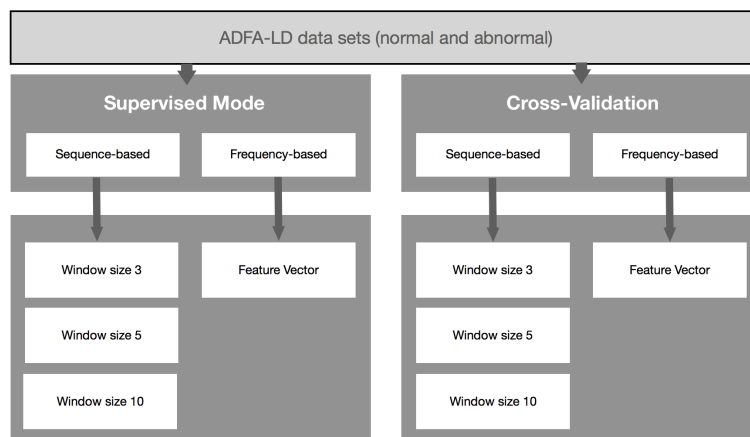 ADFA-LD data sets (normal and abnormal)
Supervised Mode
Sequence-based
Frequency-based
Window size 3
Feature Vector
Window size 5
Window size 10
Cross-Validation
Sequence-based
Frequency-based
Window size 3
Feature Vector
Window size 5
Window size 10